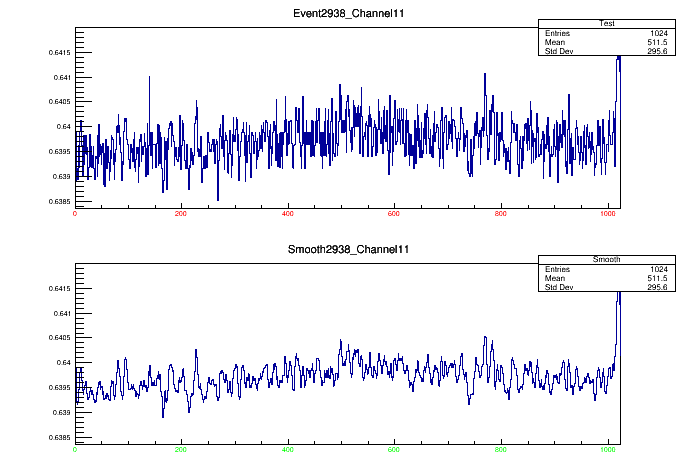 Event2938_Channel11
Test
Entries 1024
Mean 511.5
Std Dev 295.6
0.6415
0.641
0.6405
0.64
0.6395
0.639
0.6385
0 200 400 600 800 1000
Smooth2938_Channel11
Smooth
Entries 1024
Mean 511.5
Std Dev 295.6
0.6415
0.641
0.6405
0.64
0.6395
0.639
0.6385
0 200 400 600 800 1000